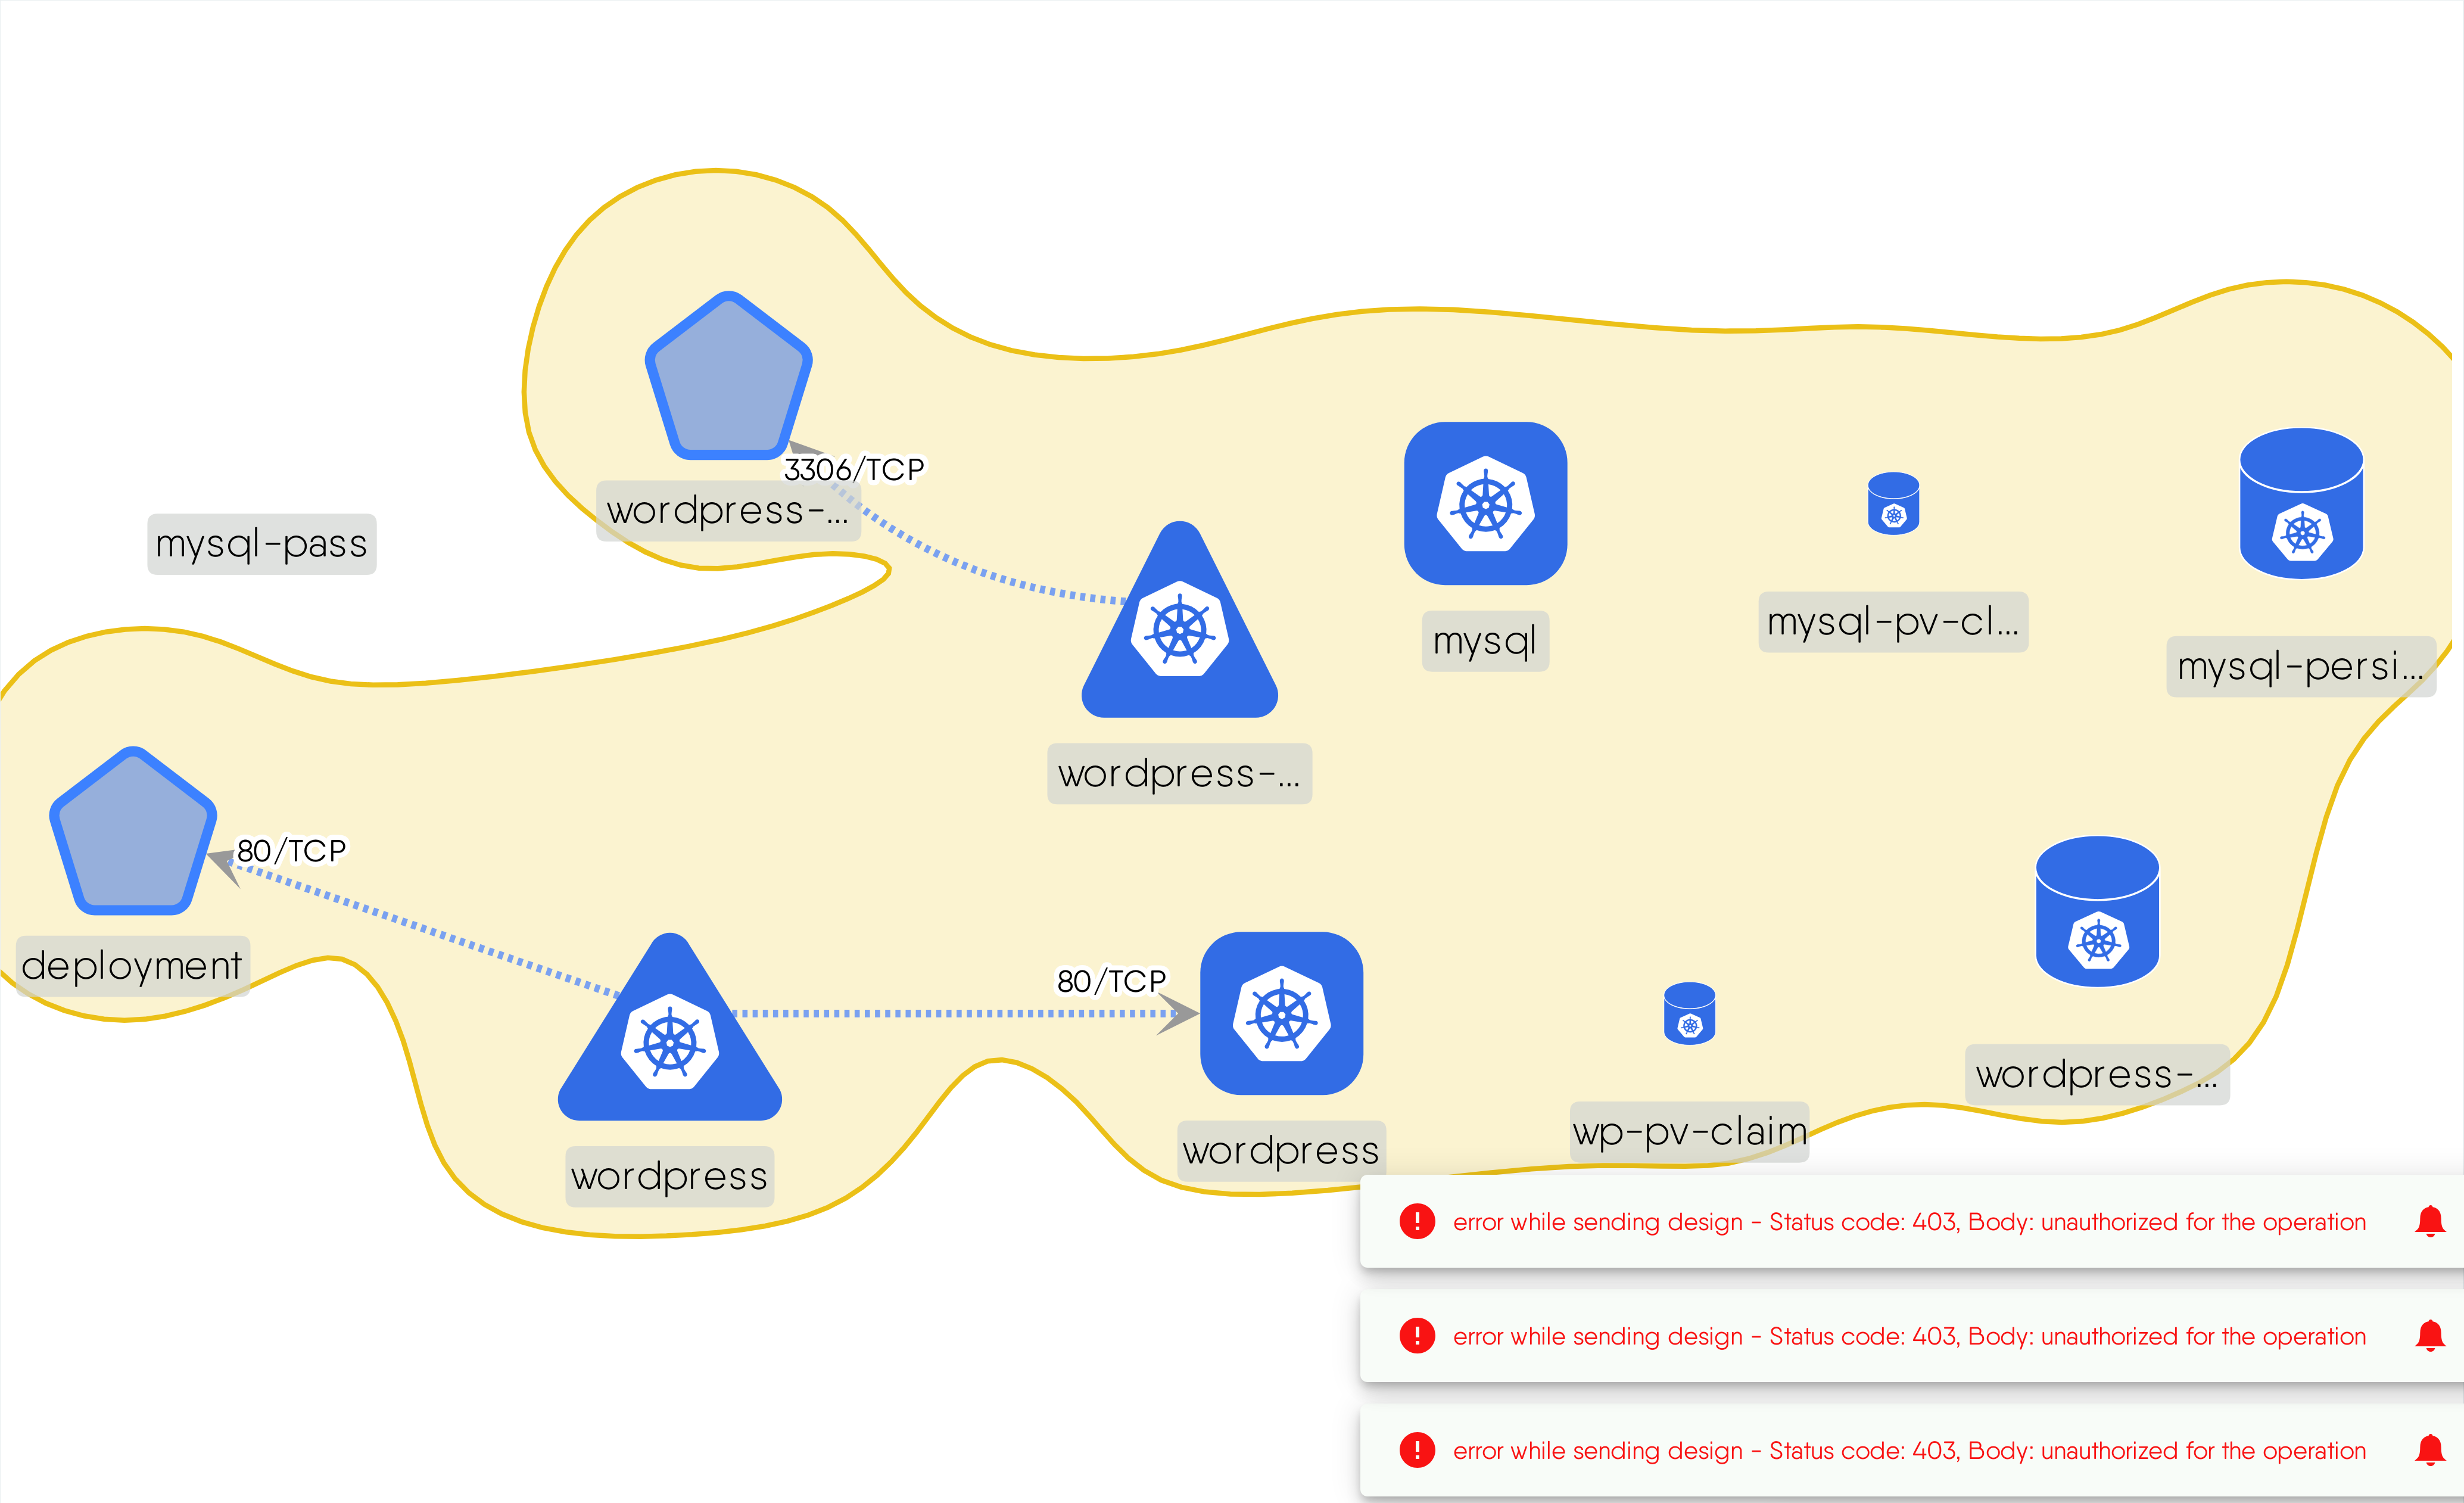 3306/TCP
wordpress-...
mysql-pass
mysql
mysql-pv-cl...
mysql-persi...
wordpress-...
80/TCP
deployment
80/TCP
wordpress
wordpress
wp-pv-claim
wordpress-...
error while sending design - Status code: 403, Body: unauthorized for the operation
error while sending design - Status code: 403, Body: unauthorized for the operation
error while sending design - Status code: 403, Body: unauthorized for the operation